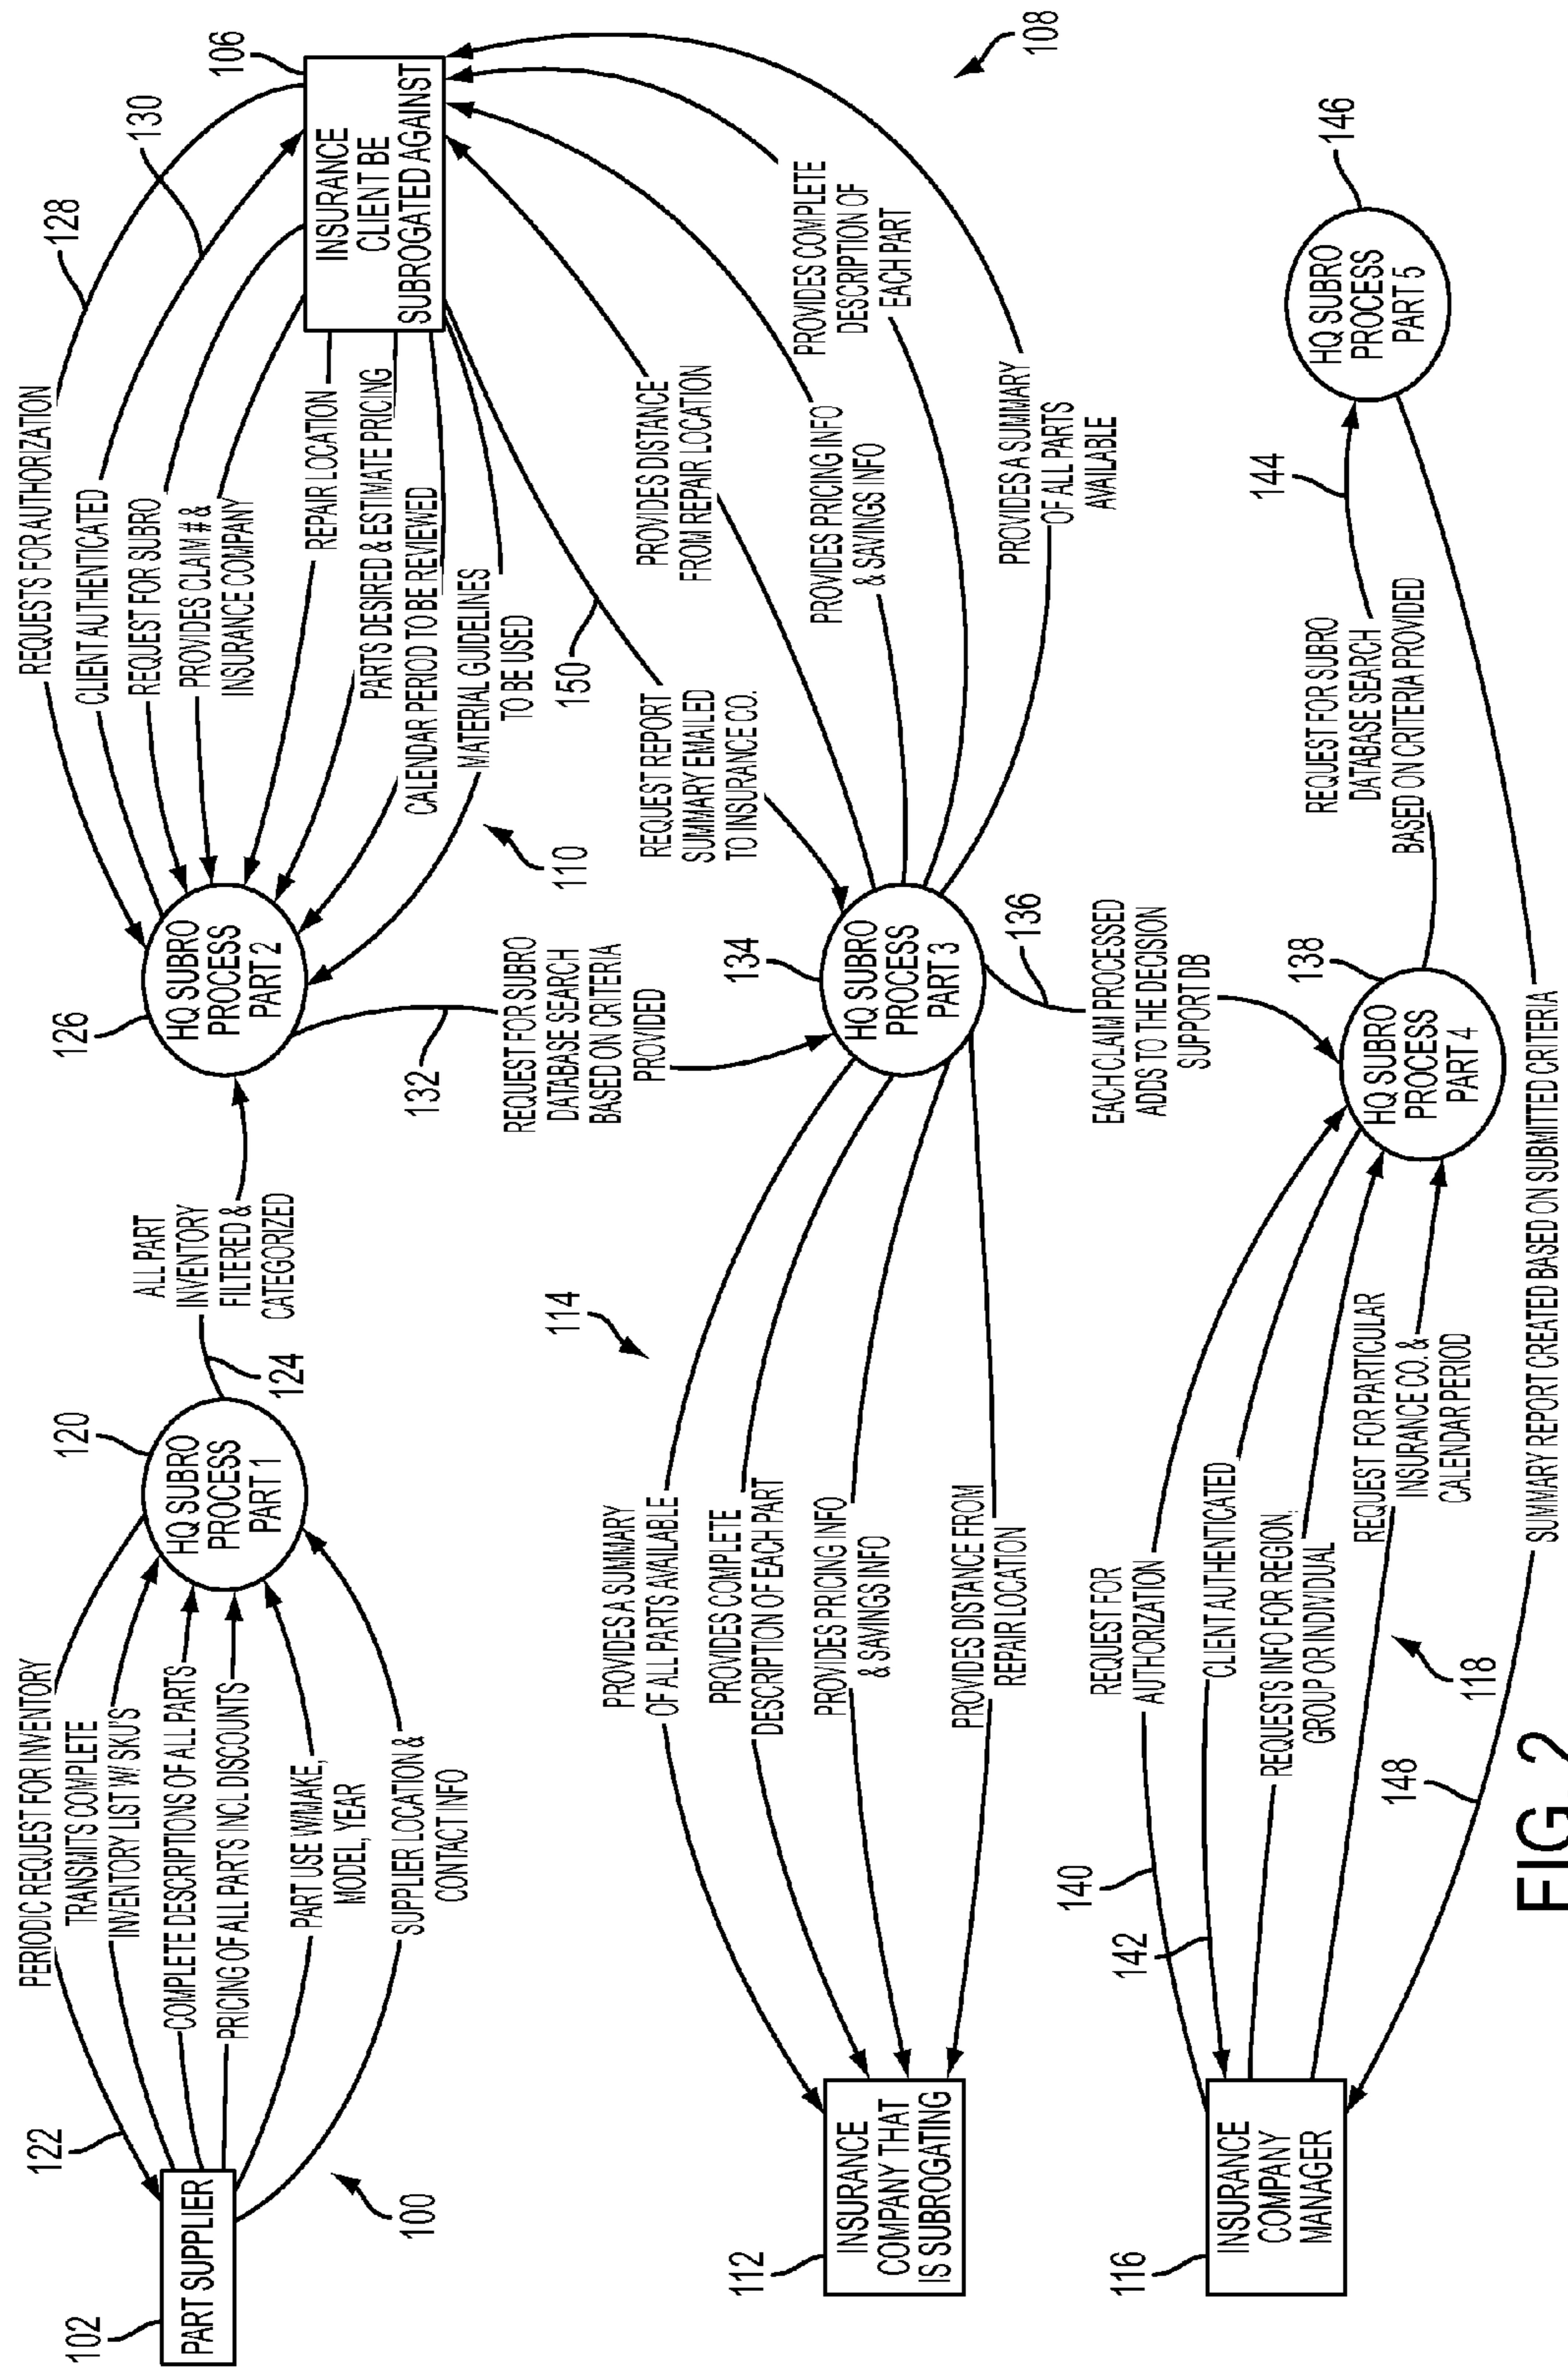 PERIODIC REQUEST FOR INVENTORY
TRANSMITS COMPLETE
INVENTORY LIST W/ SKU'S
COMPLETE DESCRIPTIONS OF ALL PARTS
PRICING OF ALL PARTS INCL DISCOUNTS
PART USE W/MAKE,
MODEL, YEAR
SUPPLIER LOCATION &
CONTACT INFO
102
PART SUPPLIER
122
100
120
HQ SUBRO
PROCESS
PART 1
124
ALL PART
INVENTORY
FILTERED &
CATEGORIZED
126
HQ SUBRO
PROCESS
PART 2
REQUESTS FOR AUTHORIZATION
CLIENT AUTHENTICATED
REQUEST FOR SUBRO
PROVIDES CLAIM # &
INSURANCE COMPANY
REPAIR LOCATION
PARTS DESIRED & ESTIMATE PRICING
CALENDAR PERIOD TO BE REVIEWED
MATERIAL GUIDELINES
TO BE USED
128
130
106
INSURANCE
CLIENT BE
SUBROGATED AGAINST
110
132
REQUEST FOR SUBRO
DATABASE SEARCH
BASED ON CRITERIA
PROVIDED
150
REQUEST REPORT
SUMMARY EMAILED
TO INSURANCE CO.
PROVIDES DISTANCE
FROM REPAIR LOCATION
PROVIDES PRICING INFO
& SAVINGS INFO
PROVIDES COMPLETE
DESCRIPTION OF
EACH PART
PROVIDES A SUMMARY
OF ALL PARTS
AVAILABLE
108
114
PROVIDES A SUMMARY
OF ALL PARTS AVAILABLE
PROVIDES COMPLETE
DESCRIPTION OF EACH PART
PROVIDES PRICING INFO
& SAVINGS INFO
PROVIDES DISTANCE FROM
REPAIR LOCATION
112
INSURANCE
COMPANY THAT
IS SUBROGATING
134
HQ SUBRO
PROCESS
PART 3
136
EACH CLAIM PROCESSED
ADDS TO THE DECISION
SUPPORT DB
116
INSURANCE
COMPANY
MANAGER
140
142
REQUEST FOR
AUTHORIZATION
CLIENT AUTHENTICATED
REQUESTS INFO FOR REGION,
GROUP OR INDIVIDUAL
REQUEST FOR PARTICULAR
INSURANCE CO. &
CALENDAR PERIOD
118
148
138
HQ SUBRO
PROCESS
PART 4
REQUEST FOR SUBRO
DATABASE SEARCH
BASED ON CRITERIA PROVIDED
144
146
HQ SUBRO
PROCESS
PART 5
SUMMARY REPORT CREATED BASED ON SUBMITTED CRITERIA
FIG. 2